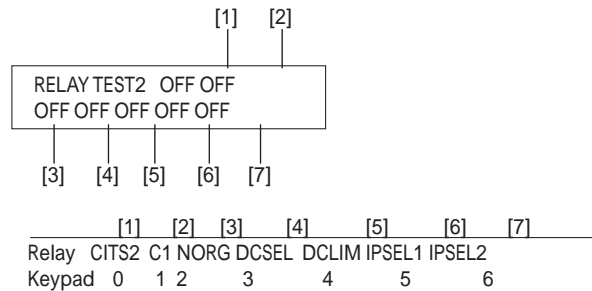 [1] [2]
RELAY TEST2 OFF OFF
OFF OFF OFF OFF OFF
[3] [4] [5] [6] [7]
[1] [2] [3] [4] [5] [6] [7]
Relay CITS2 C1 NORG DCSEL DCLIM IPSEL1 IPSEL2
Keypad 0 1 2 3 4 5 6